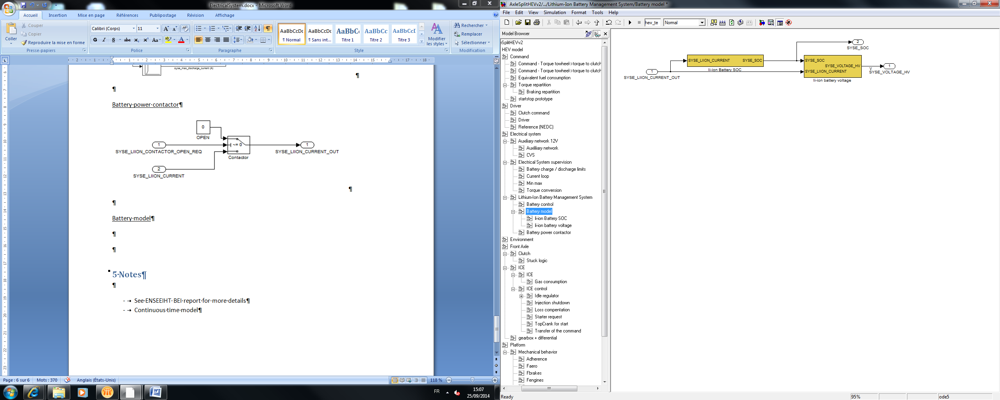 ElectricalSystem.docx - Microsoft Word
Accueil Insertion Mise en page Références Publipostage Révision Affichage
Coller
Couper
Copier
Reproduire la mise en forme
Presse-papiers
Calibri (Corps) 11
G I S abc x₂ x² Aa
Police
Paragraphe
AaBbCcDc AaBbCcDc AaBbC AaBbCc AaBbCcI
¶ Normal ¶ Sans int... Titre 1 Titre 2 Titre 3
Style
Modifier
les styles
Rechercher
Remplacer
Sélectionner
Modification
syse_max_discharge_current (A)
¶
¶
Battery·power·contactor¶
0
OPEN
1
SYSE_LIION_CONTACTOR_OPEN_REQ
~= 0
Contactor
1
SYSE_LIION_CURRENT_OUT
2
SYSE_LIION_CURRENT
¶
¶
Battery·model¶
¶
¶
5·Notes¶
¶
- → See·ENSEEIHT·BEI·report·for·more·details¶
- → Continuous·time·model¶
Page : 6 sur 6 Mots : 370 Anglais (États-Unis) 118 %
FR
15:07
25/09/2014
AxleSplitHEVv2/.../Lithium-Ion Battery Management System/Battery model *
File Edit View Simulation Format Tools Help
hev_te Normal
Model Browser
eSplitHEVv2
HEV model
Command
Command - Torque towheel->torque to clutch
Command - Torque towheel->torque to clutch
Equivalent fuel consumption
Torque repartition
Braking repartition
startstop prototype
Driver
Clutch command
Driver
Reference (NEDC)
Electrical system
Auxiliary network 12V
Auxliliary network
CVS
Electrical System supervision
Battery charge / discharge limits
Current loop
Min max
Torque conversion
Lithium-Ion Battery Management System
Battery control
Battery model
li-ion Battery SOC
li-ion battery voltage
Battery power contactor
Environment
Front Axle
Clutch
Stuck logic
ICE
ICE
Gas consumption
ICE control
Idle regulator
Injection shutdown
Loss compentation
Starter request
TopCrank for start
Transfer of the command
gearbox + differential
Platform
Mechanical behavior
Adherence
Faero
Fbrakes
Fengines
2
SYSE_SOC
SYSE_LIION_CURRENT SYSE_SOC
li-ion Battery SOC
1
SYSE_LIION_CURRENT_OUT
SYSE_SOC
SYSE_VOLTAGE_HV
SYSE_LIION_CURRENT
li-ion battery voltage
1
V
SYSE_VOLTAGE_HV
Ready 95% ode5